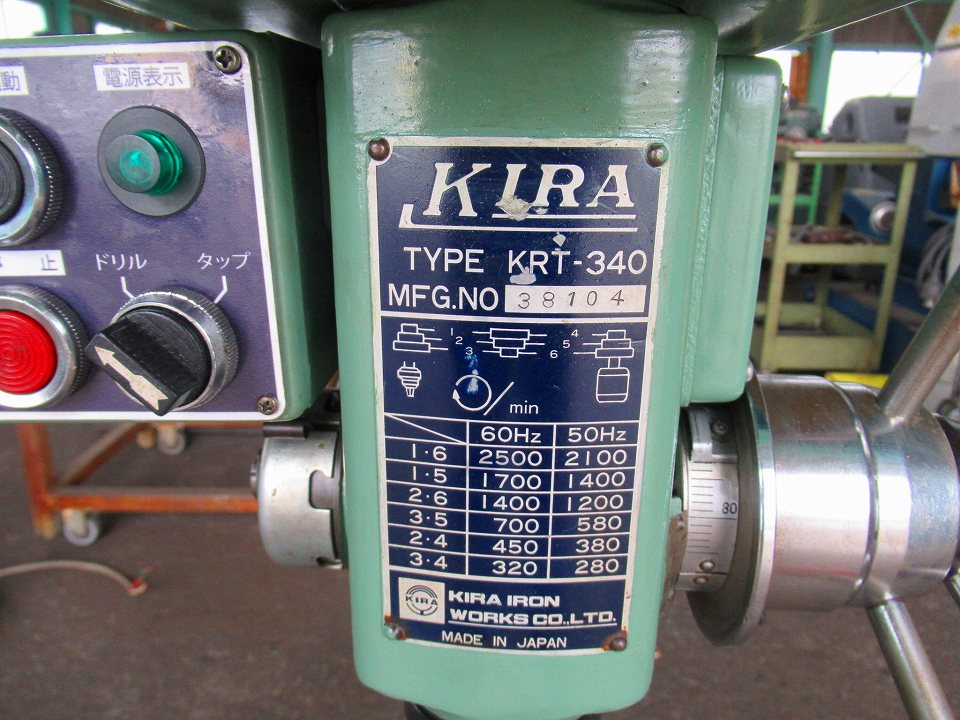 動
電源表示
止
ドリル
タップ
KIRA
TYPE KRT-340
MFG.NO 38104
1 2 3
4 5 6
/min
60Hz 50Hz
1·6 2500 2100
1·5 1700 1400
2·6 1400 1200
3·5 700 580
2·4 450 380
3·4 320 280
KIRA
KIRA IRON
WORKS CO.,LTD.
MADE IN JAPAN
80